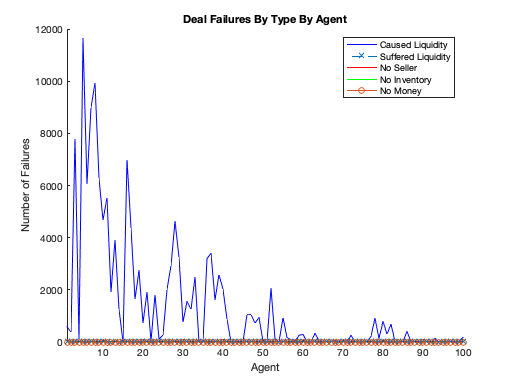 Deal Failures By Type By Agent
12000
10000
8000
6000
4000
2000
0
Number of Failures
Caused Liquidity
Suffered Liquidity
No Seller
No Inventory
No Money
10 20 30 40 50 60 70 80 90 100
Agent